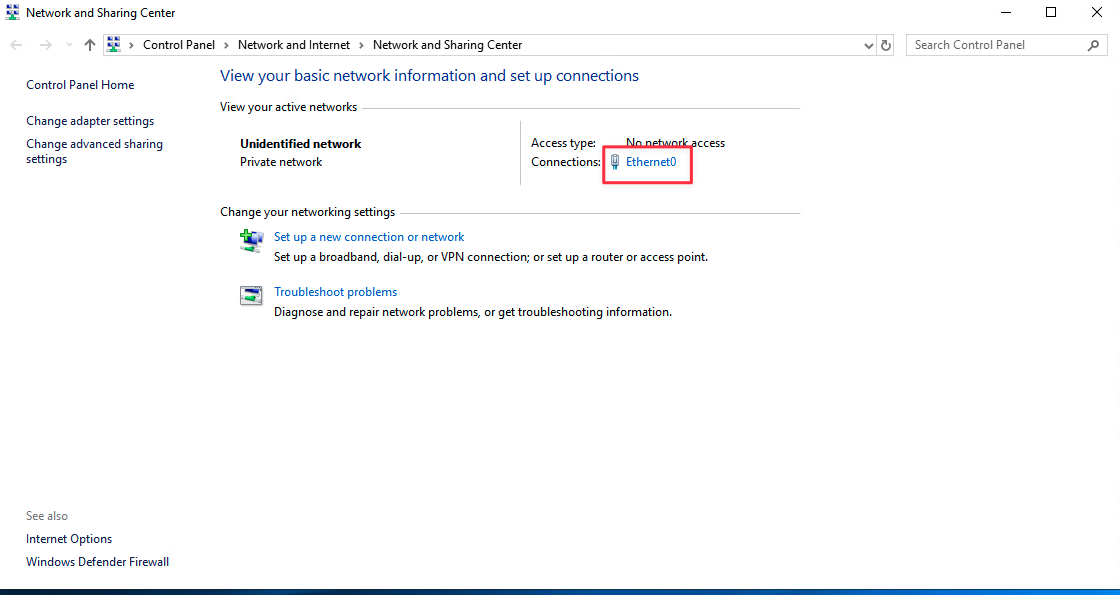 Network and Sharing Center
Control Panel > Network and Internet > Network and Sharing Center
Search Control Panel
Control Panel Home
Change adapter settings
Change advanced sharing
settings
View your basic network information and set up connections
View your active networks
Unidentified network
Private network
Access type: No network access
Connections: Ethernet0
Change your networking settings
Set up a new connection or network
Set up a broadband, dial-up, or VPN connection; or set up a router or access point.
Troubleshoot problems
Diagnose and repair network problems, or get troubleshooting information.
See also
Internet Options
Windows Defender Firewall